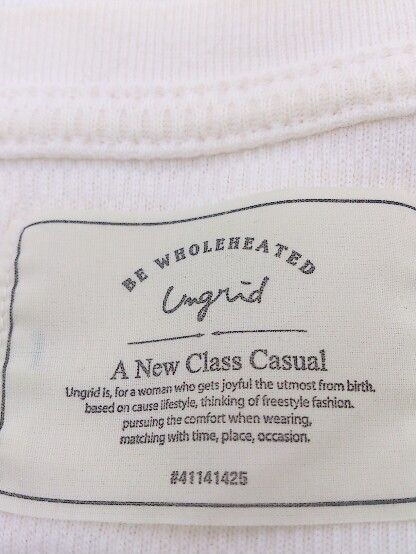 BE WHOLEHEATED
Ungrid
A New Class Casual
Ungrid is, for a woman who gets joyful the utmost from birth.
based on cause lifestyle, thinking of freestyle fashion.
pursuing the comfort when wearing,
matching with time, place, occasion.
#41141425